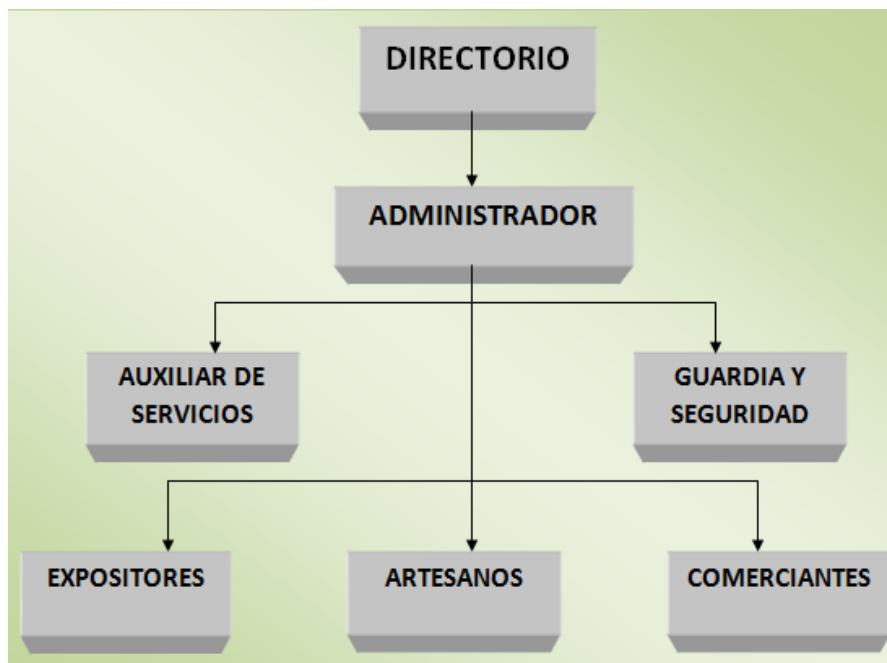 DIRECTORIO
ADMINISTRADOR
AUXILIAR DE
SERVICIOS
GUARDIA Y
SEGURIDAD
EXPOSITORES
ARTESANOS
COMERCIANTES